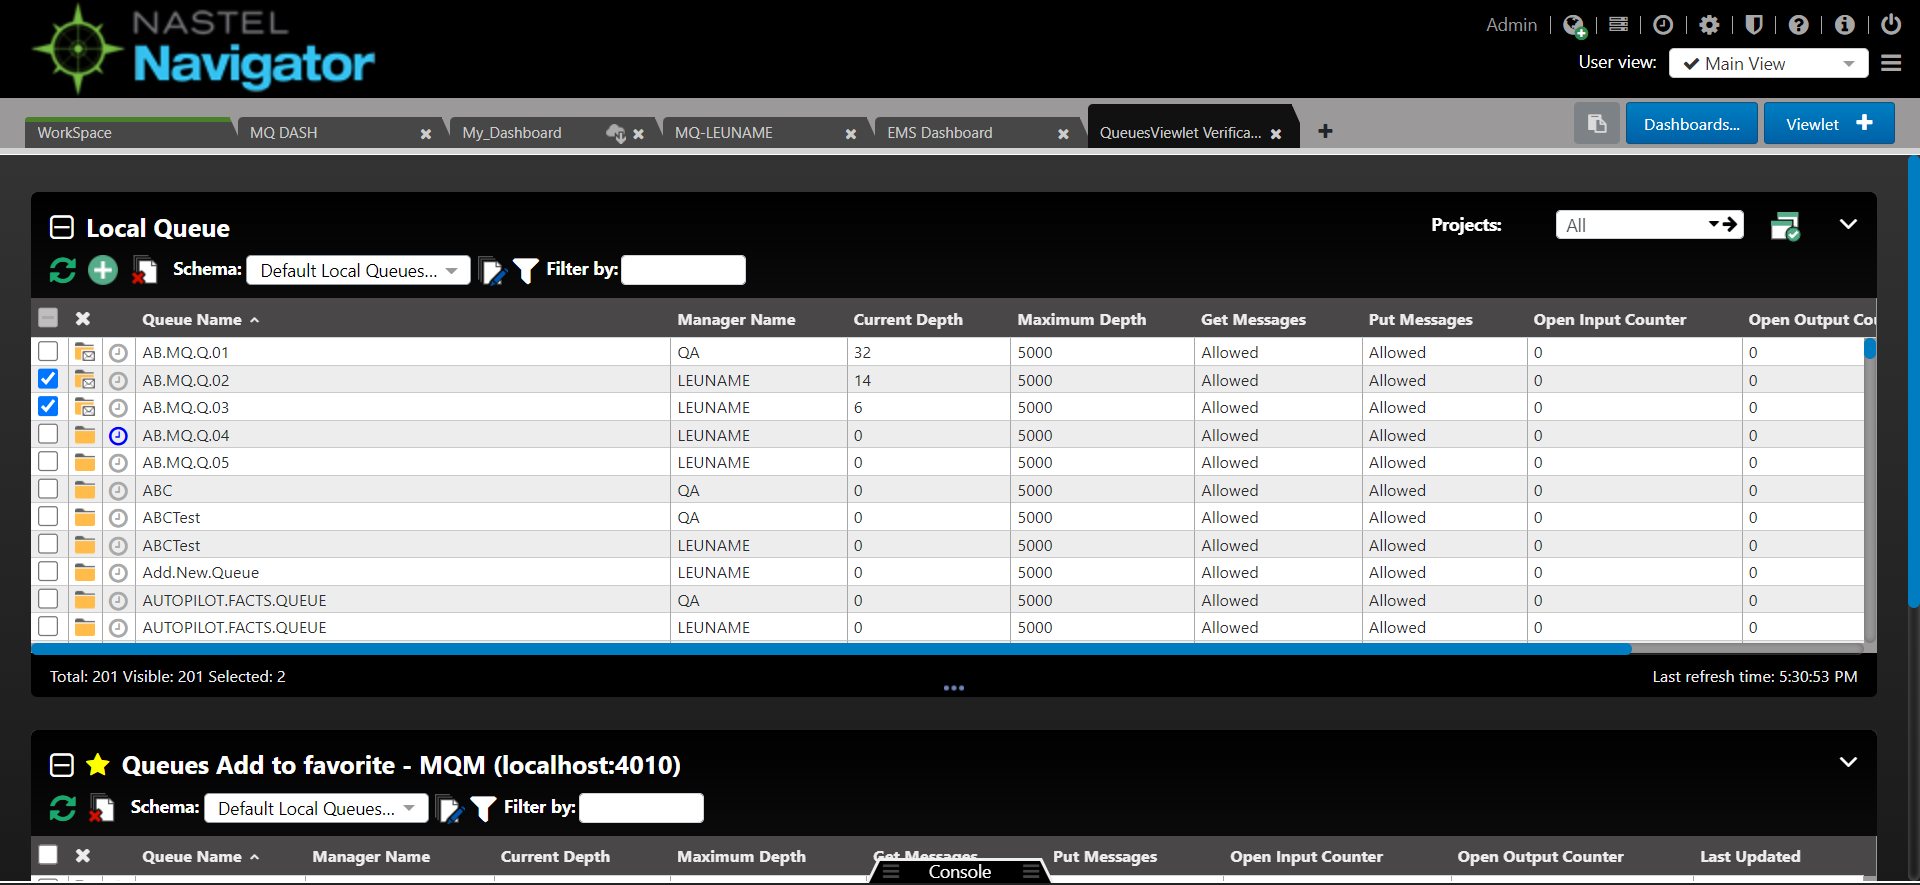 NASTEL
Navigator
Admin
User view: Main View
WorkSpace
MQ DASH
My_Dashboard
MQ-LEUNAME
EMS Dashboard
QueuesViewlet Verifica...
Dashboards...
Viewlet
Local Queue
Projects: All
Schema: Default Local Queues... Filter by:
Queue Name Manager Name Current Depth Maximum Depth Get Messages Put Messages Open Input Counter Open Output Cou
AB.MQ.Q.01 QA 32 5000 Allowed Allowed 0 0
AB.MQ.Q.02 LEUNAME 14 5000 Allowed Allowed 0 0
AB.MQ.Q.03 LEUNAME 6 5000 Allowed Allowed 0 0
AB.MQ.Q.04 LEUNAME 0 5000 Allowed Allowed 0 0
AB.MQ.Q.05 LEUNAME 0 5000 Allowed Allowed 0 0
ABC QA 0 5000 Allowed Allowed 0 0
ABCTest QA 0 5000 Allowed Allowed 0 0
ABCTest LEUNAME 0 5000 Allowed Allowed 0 0
Add.New.Queue LEUNAME 0 5000 Allowed Allowed 0 0
AUTOPILOT.FACTS.QUEUE QA 0 5000 Allowed Allowed 0 0
AUTOPILOT.FACTS.QUEUE LEUNAME 0 5000 Allowed Allowed 0 0
Total: 201 Visible: 201 Selected: 2
Last refresh time: 5:30:53 PM
Queues Add to favorite - MQM (localhost:4010)
Schema: Default Local Queues... Filter by:
Queue Name Manager Name Current Depth Maximum Depth Get Messages Put Messages Open Input Counter Open Output Counter Last Updated
Console